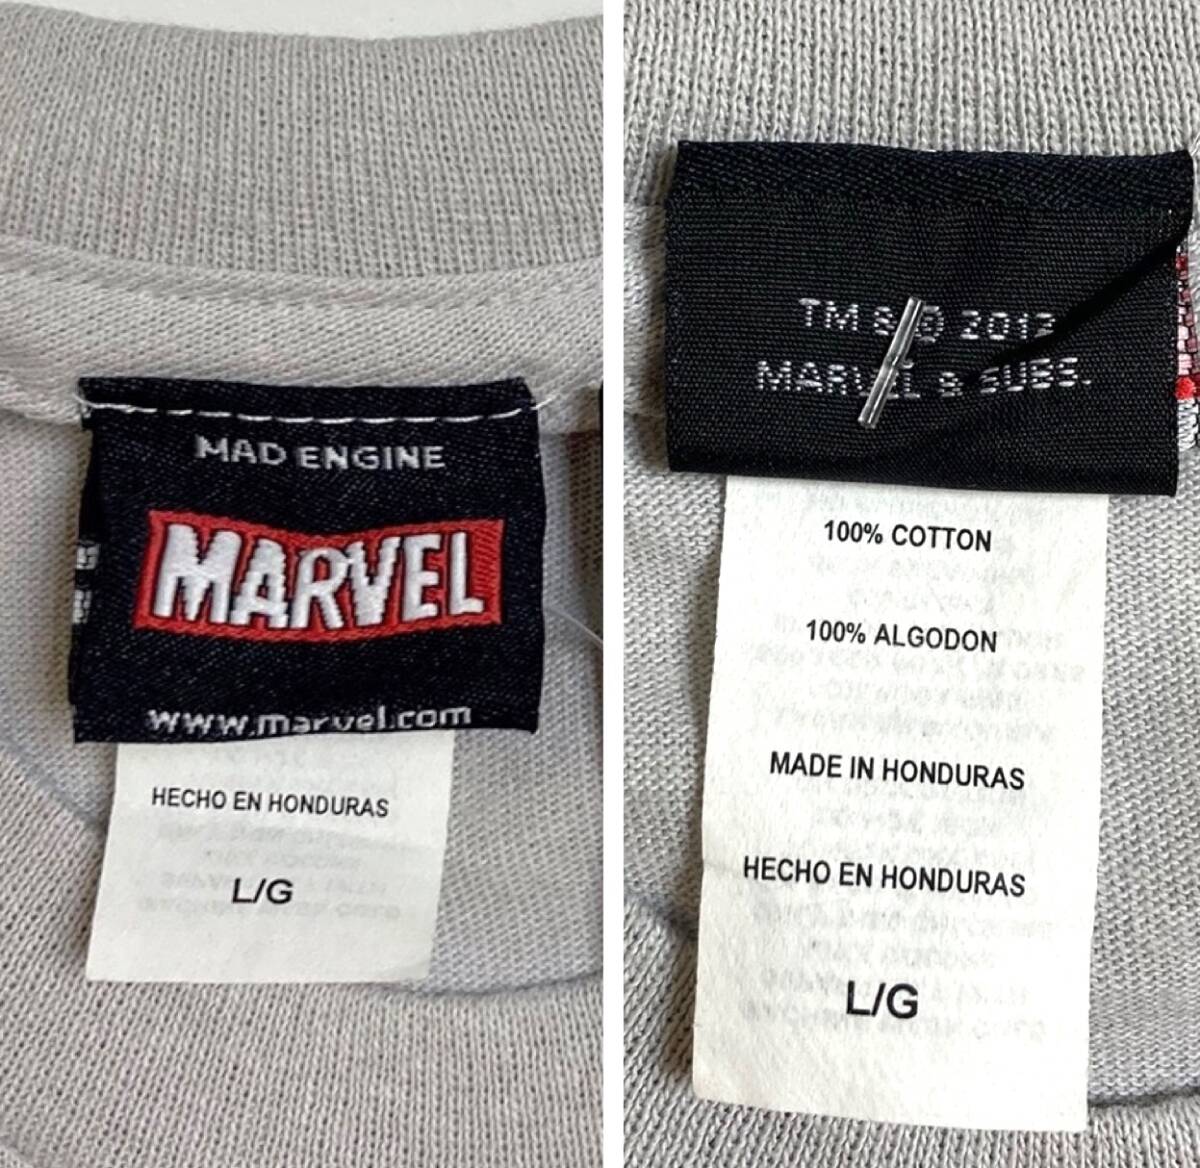 MAD ENGINE
MARVEL
www.marvel.com
HECHO EN HONDURAS
L/G
TM & © 2012
MARVEL & SUBS.
100% COTTON
100% ALGODON
MADE IN HONDURAS
HECHO EN HONDURAS
L/G